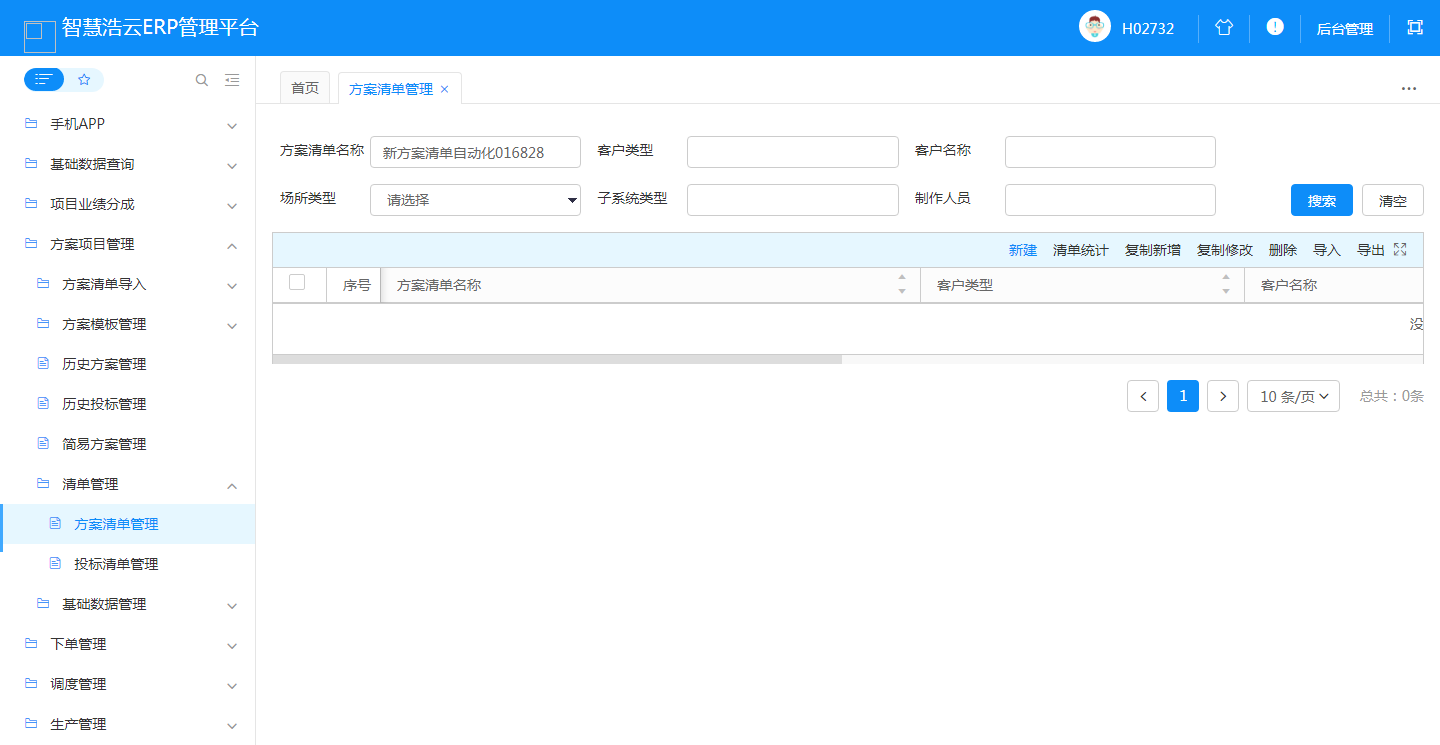 智慧浩云ERP管理平台
H02732
后台管理
首页
方案清单管理
手机APP
基础数据查询
项目业绩分成
方案项目管理
方案清单导入
方案模板管理
历史方案管理
历史投标管理
简易方案管理
清单管理
方案清单管理
投标清单管理
基础数据管理
下单管理
调度管理
生产管理
方案清单名称 新方案清单自动化016828 客户类型 客户名称
场所类型 请选择 子系统类型 制作人员 搜索 清空
新建 清单统计 复制新增 复制修改 删除 导入 导出
序号 方案清单名称 客户类型 客户名称
没
1 10 条/页 总共：0条